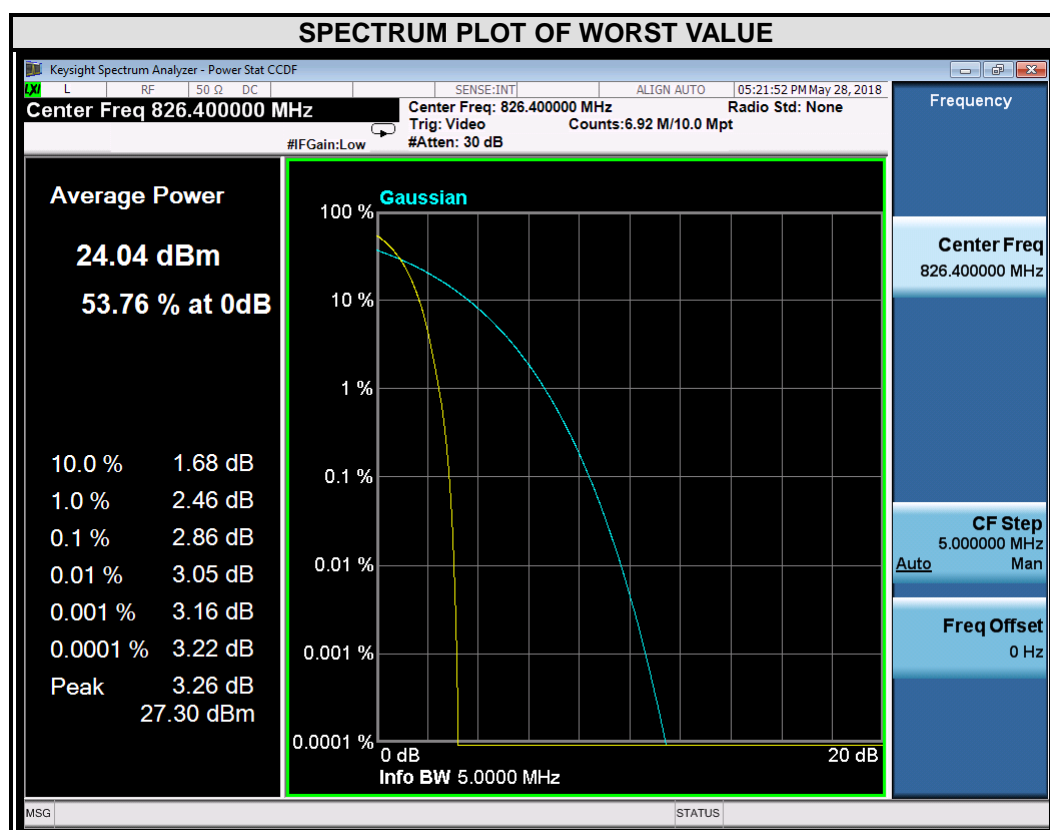 SPECTRUM PLOT OF WORST VALUE
Keysight Spectrum Analyzer - Power Stat CCDF
LXI L RF 50 Ω DC SENSE:INT ALIGN AUTO 05:21:52 PM May 28, 2018
Center Freq 826.400000 MHz
Center Freq: 826.400000 MHz Radio Std: None
Trig: Video Counts:6.92 M/10.0 Mpt
#IFGain:Low #Atten: 30 dB
Average Power
24.04 dBm
53.76 % at 0dB
10.0 % 1.68 dB
1.0 % 2.46 dB
0.1 % 2.86 dB
0.01 % 3.05 dB
0.001 % 3.16 dB
0.0001 % 3.22 dB
Peak 3.26 dB
27.30 dBm
Gaussian
100 %
10 %
1 %
0.1 %
0.01 %
0.001 %
0.0001 %
0 dB 20 dB
Info BW 5.0000 MHz
Frequency
Center Freq
826.400000 MHz
CF Step
5.000000 MHz
Auto Man
Freq Offset
0 Hz
MSG STATUS